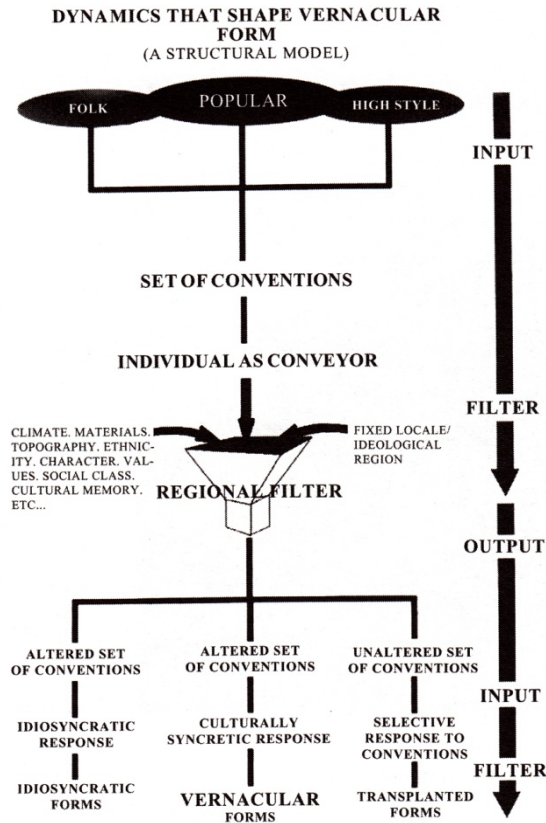 DYNAMICS THAT SHAPE VERNACULAR
FORM
(A STRUCTURAL MODEL)
FOLK
POPULAR
HIGH STYLE
INPUT
SET OF CONVENTIONS
INDIVIDUAL AS CONVEYOR
FILTER
CLIMATE. MATERIALS.
TOPOGRAPHY. ETHNIC-
ITY. CHARACTER. VAL-
UES. SOCIAL CLASS.
CULTURAL MEMORY.
ETC...
FIXED LOCALE/
IDEOLOGICAL
REGION
REGIONAL FILTER
OUTPUT
ALTERED SET
OF CONVENTIONS
ALTERED SET
OF CONVENTIONS
UNALTERED SET
OF CONVENTIONS
INPUT
IDIOSYNCRATIC
RESPONSE
CULTURALLY
SYNCRETIC RESPONSE
SELECTIVE
RESPONSE TO
CONVENTIONS
FILTER
IDIOSYNCRATIC
FORMS
VERNACULAR
FORMS
TRANSPLANTED
FORMS